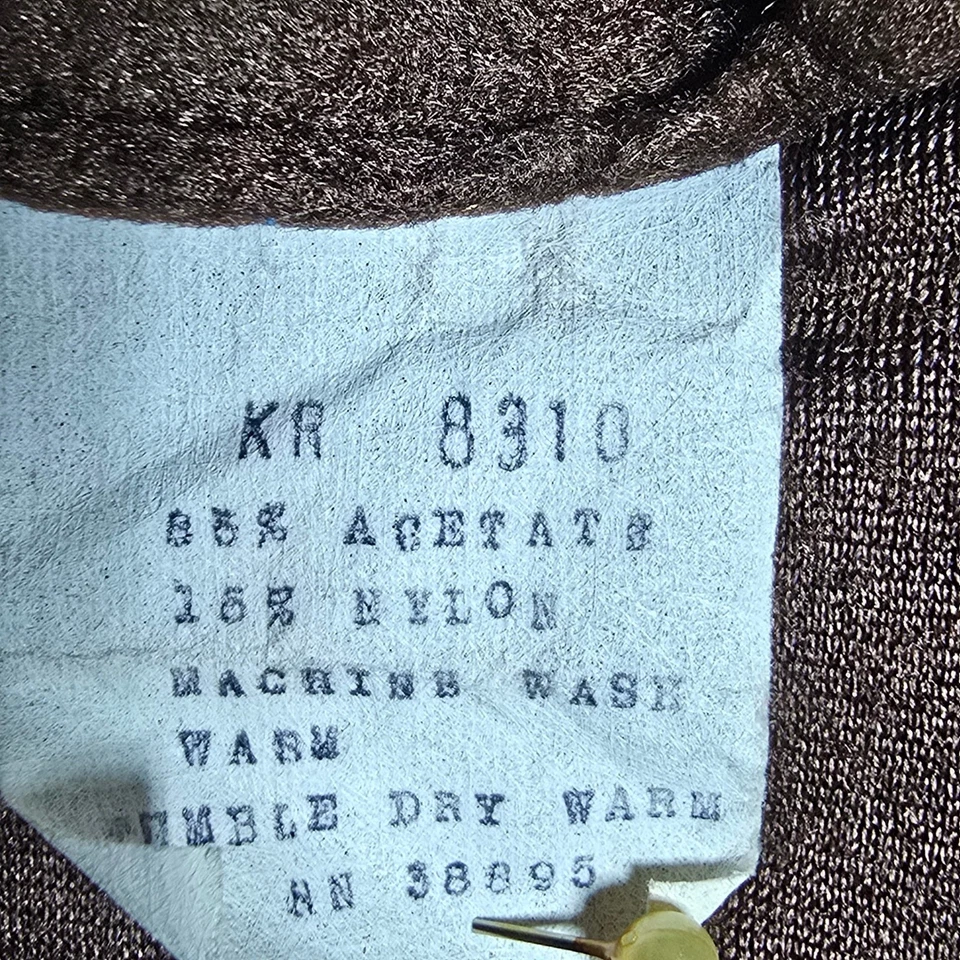 KR 8310
85% ACETATE
15% NYLON
MACHINE WASH
WARM
TUMBLE DRY WARM
RN 38895